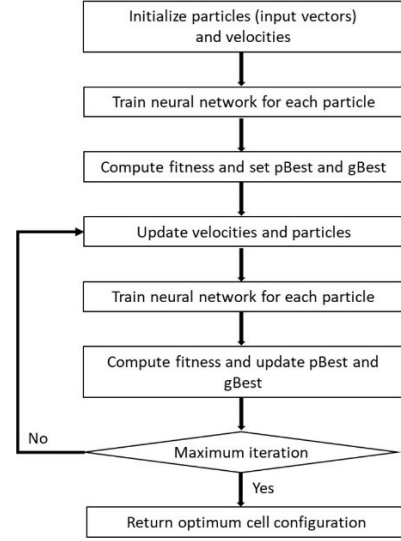 Initialize particles (input vectors)
and velocities
Train neural network for each particle
Compute fitness and set pBest and gBest
Update velocities and particles
Train neural network for each particle
Compute fitness and update pBest and
gBest
No
Maximum iteration
Yes
Return optimum cell configuration